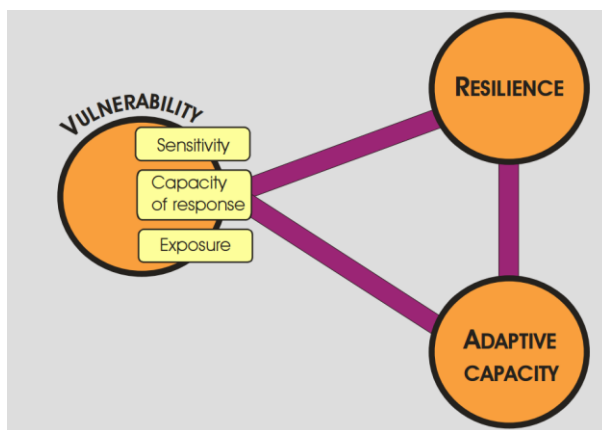 VULNERABILITY
Sensitivity
Capacity
of response
Exposure
RESILIENCE
ADAPTIVE
CAPACITY